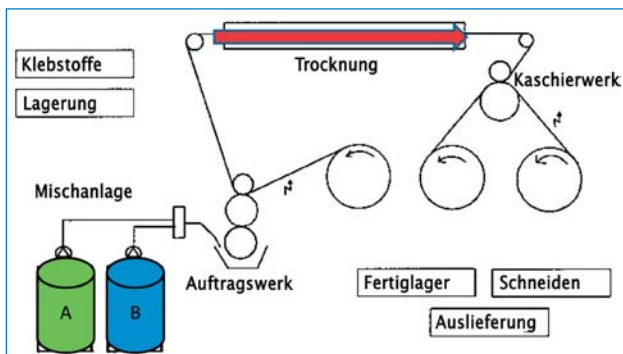 Klebstoffe
Lagerung
Trocknung
Kaschierwerk
Mischanlage
A
B
Auftragswerk
Fertiglager
Schneiden
Auslieferung